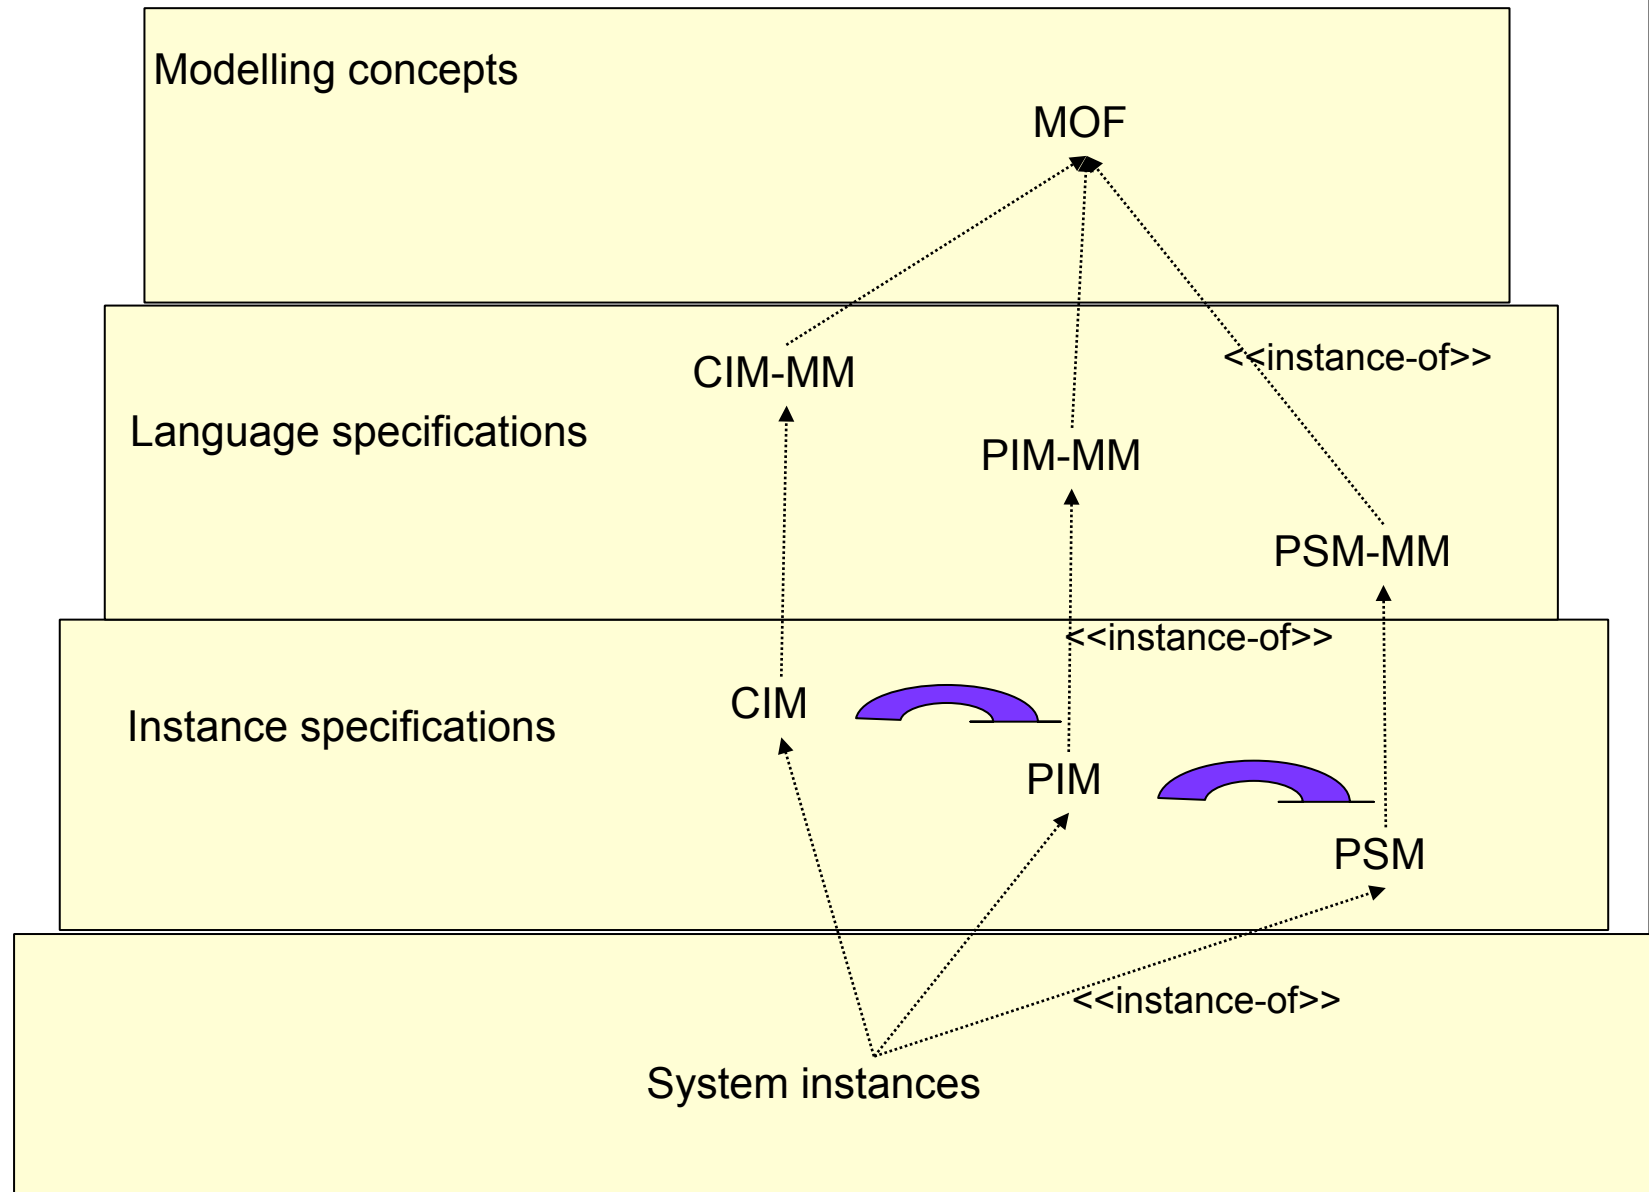 Modelling concepts
MOF
<<instance-of>>
CIM-MM
Language specifications
PIM-MM
PSM-MM
<<instance-of>>
CIM
Instance specifications
PIM
PSM
<<instance-of>>
System instances